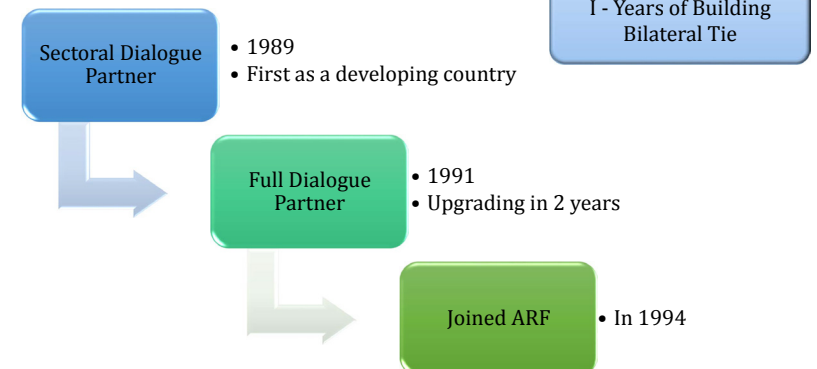 I - Years of Building
Bilateral Tie
Sectoral Dialogue
Partner
• 1989
• First as a developing country
Full Dialogue
Partner
• 1991
• Upgrading in 2 years
Joined ARF
• In 1994